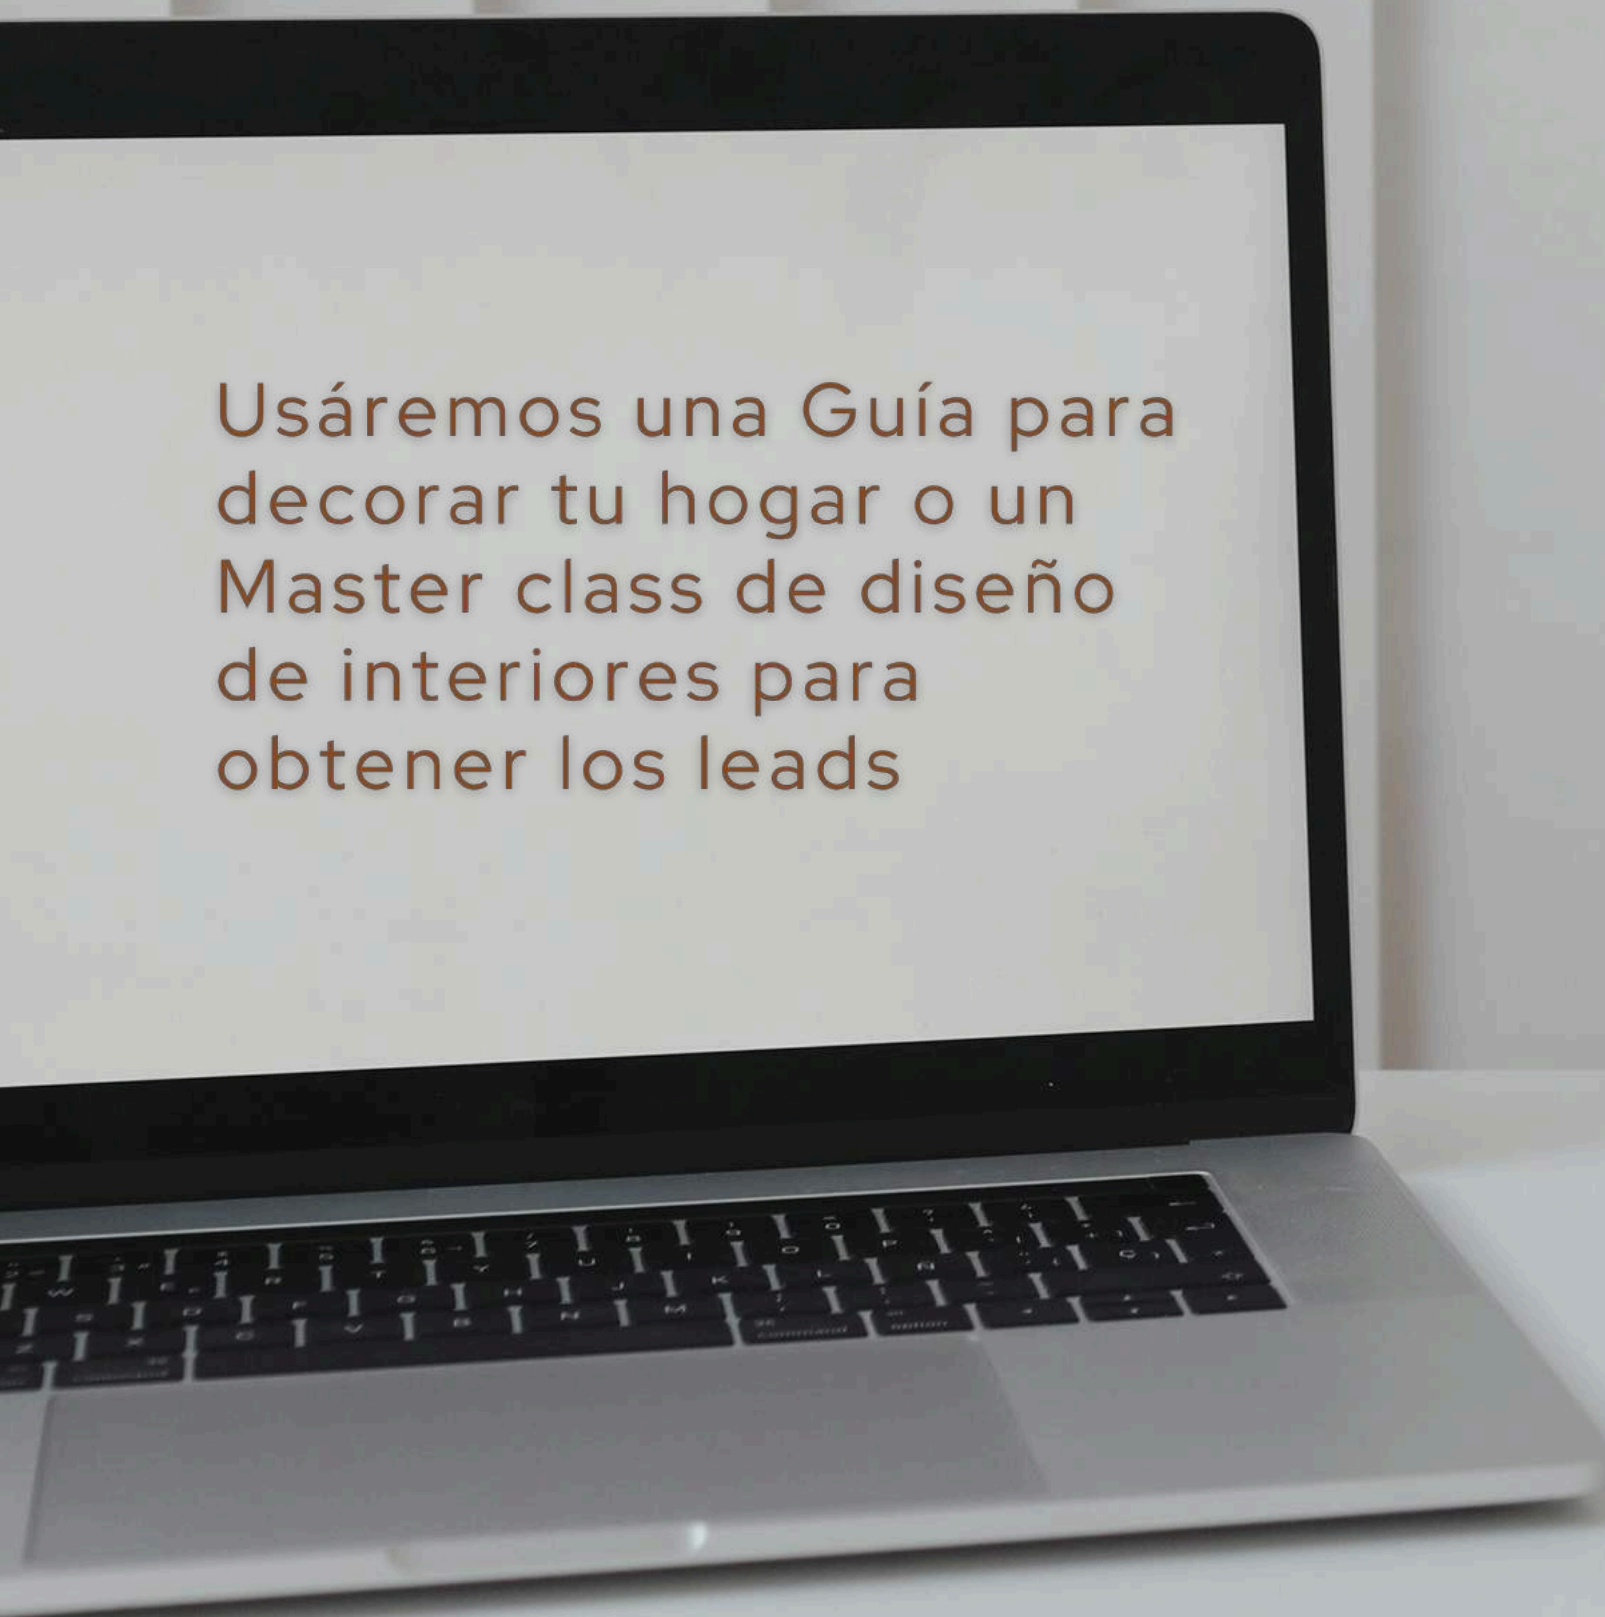 Usáremos una Guía para
decorar tu hogar o un
Master class de diseño
de interiores para
obtener los leads